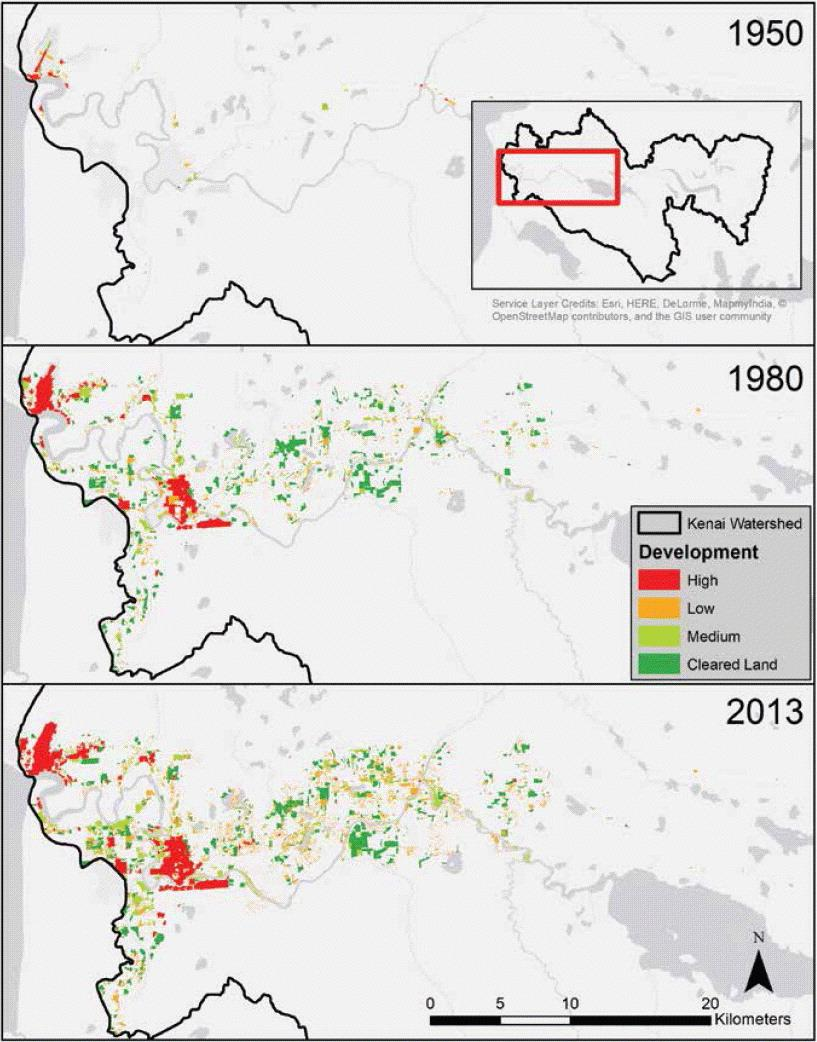 1950
Service Layer Credits: Esri, HERE, DeLorme, MapmyIndia, ©
OpenStreetMap contributors, and the GIS user community
1980
Kenai Watershed
Development
High
Low
Medium
Cleared Land
2013
N
0 5 10 20
Kilometers